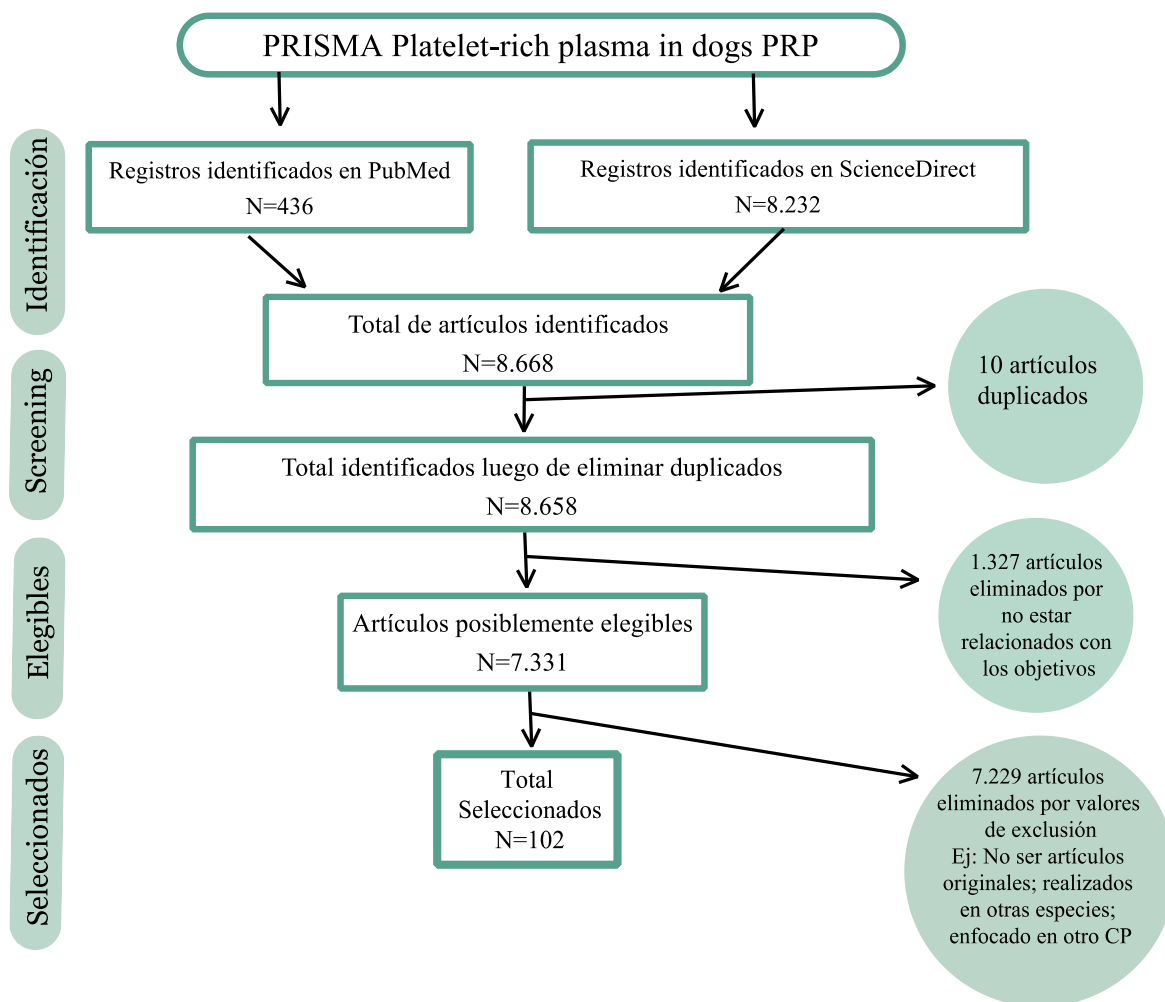 PRISMA Platelet-rich plasma in dogs PRP
Identificación
Registros identificados en PubMed
N=436
Registros identificados en ScienceDirect
N=8.232
Total de artículos identificados
N=8.668
Screening
10 artículos
duplicados
Total identificados luego de eliminar duplicados
N=8.658
Elegibles
1.327 artículos
eliminados por
no estar
relacionados con
los objetivos
Artículos posiblemente elegibles
N=7.331
Seleccionados
Total
Seleccionados
N=102
7.229 artículos
eliminados por valores
de exclusión
Ej: No ser artículos
originales; realizados
en otras especies;
enfocado en otro CP